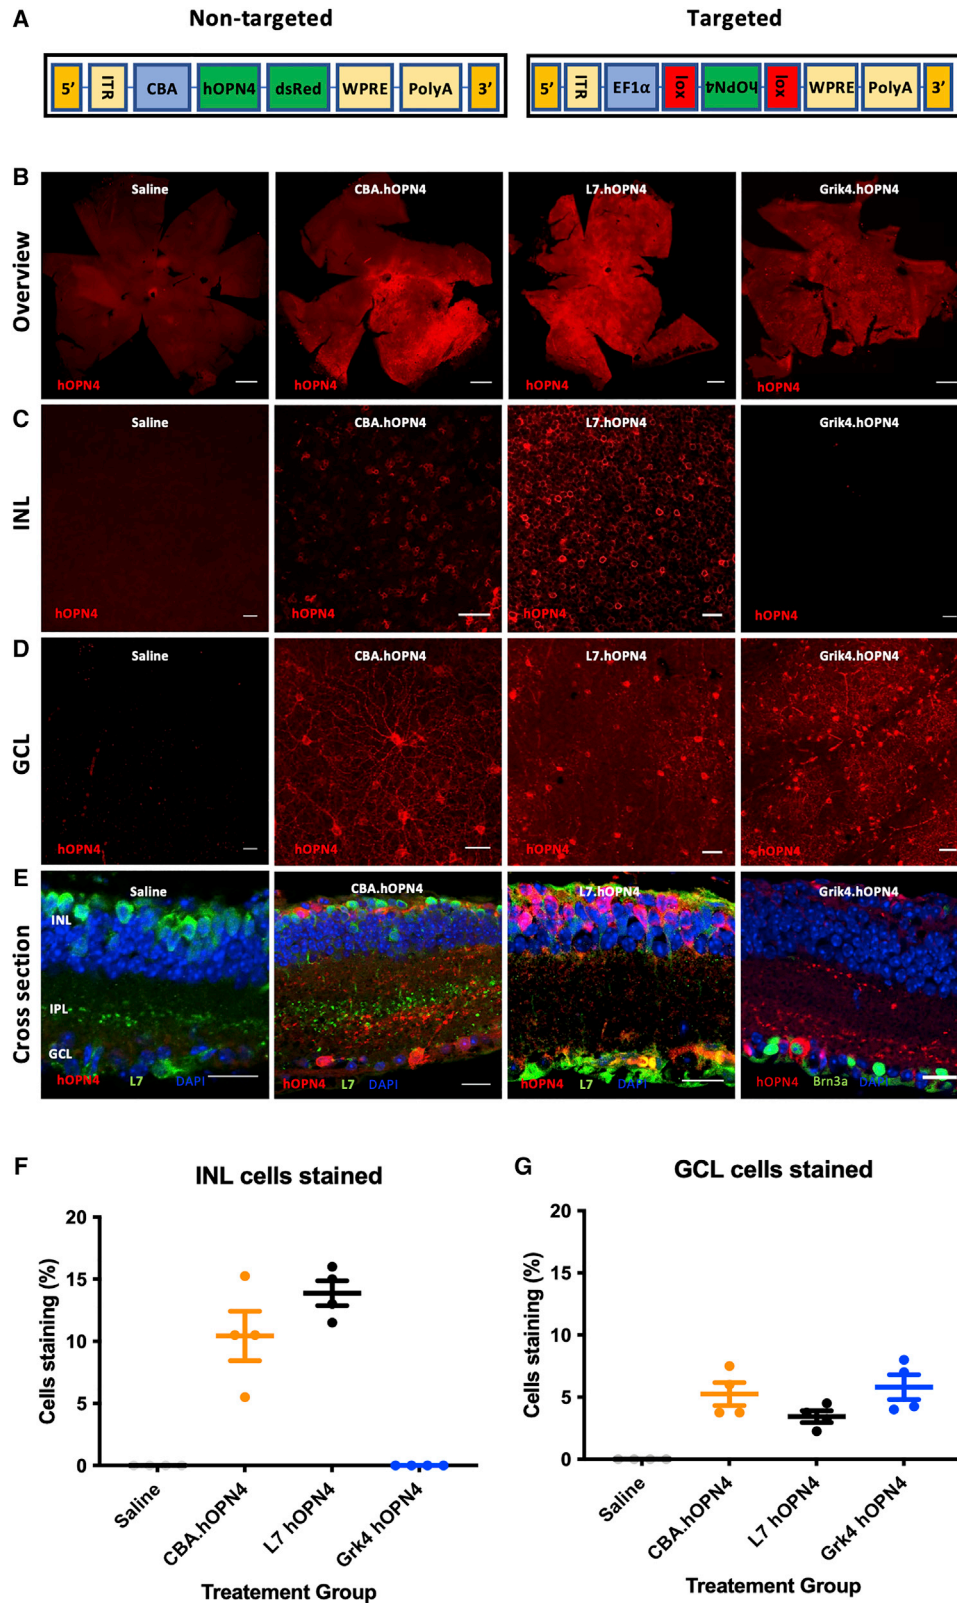 A
Non-targeted
Targeted
5’ ITR CBA hOPN4 dsRed WPRE PolyA 3’
5’ ITR EF1α lox hOPN4 lox WPRE PolyA 3’
B
Overview
Saline
CBA.hOPN4
L7.hOPN4
Grik4.hOPN4
hOPN4
hOPN4
hOPN4
hOPN4
C
INL
Saline
CBA.hOPN4
L7.hOPN4
Grik4.hOPN4
hOPN4
hOPN4
hOPN4
hOPN4
D
GCL
Saline
CBA.hOPN4
L7.hOPN4
Grik4.hOPN4
hOPN4
hOPN4
hOPN4
hOPN4
E
Cross section
Saline
CBA.hOPN4
L7.hOPN4
Grik4.hOPN4
INL
IPL
GCL
hOPN4 L7 DAPI
hOPN4 L7 DAPI
hOPN4 L7 DAPI
hOPN4 Brn3a DAPI
F
INL cells stained
Cells staining (%)
20
15
10
5
0
Saline
CBA.hOPN4
L7 hOPN4
Grk4 hOPN4
Treatement Group
G
GCL cells stained
Cells staining (%)
20
15
10
5
0
Saline
CBA.hOPN4
L7 hOPN4
Grk4 hOPN4
Treatement Group